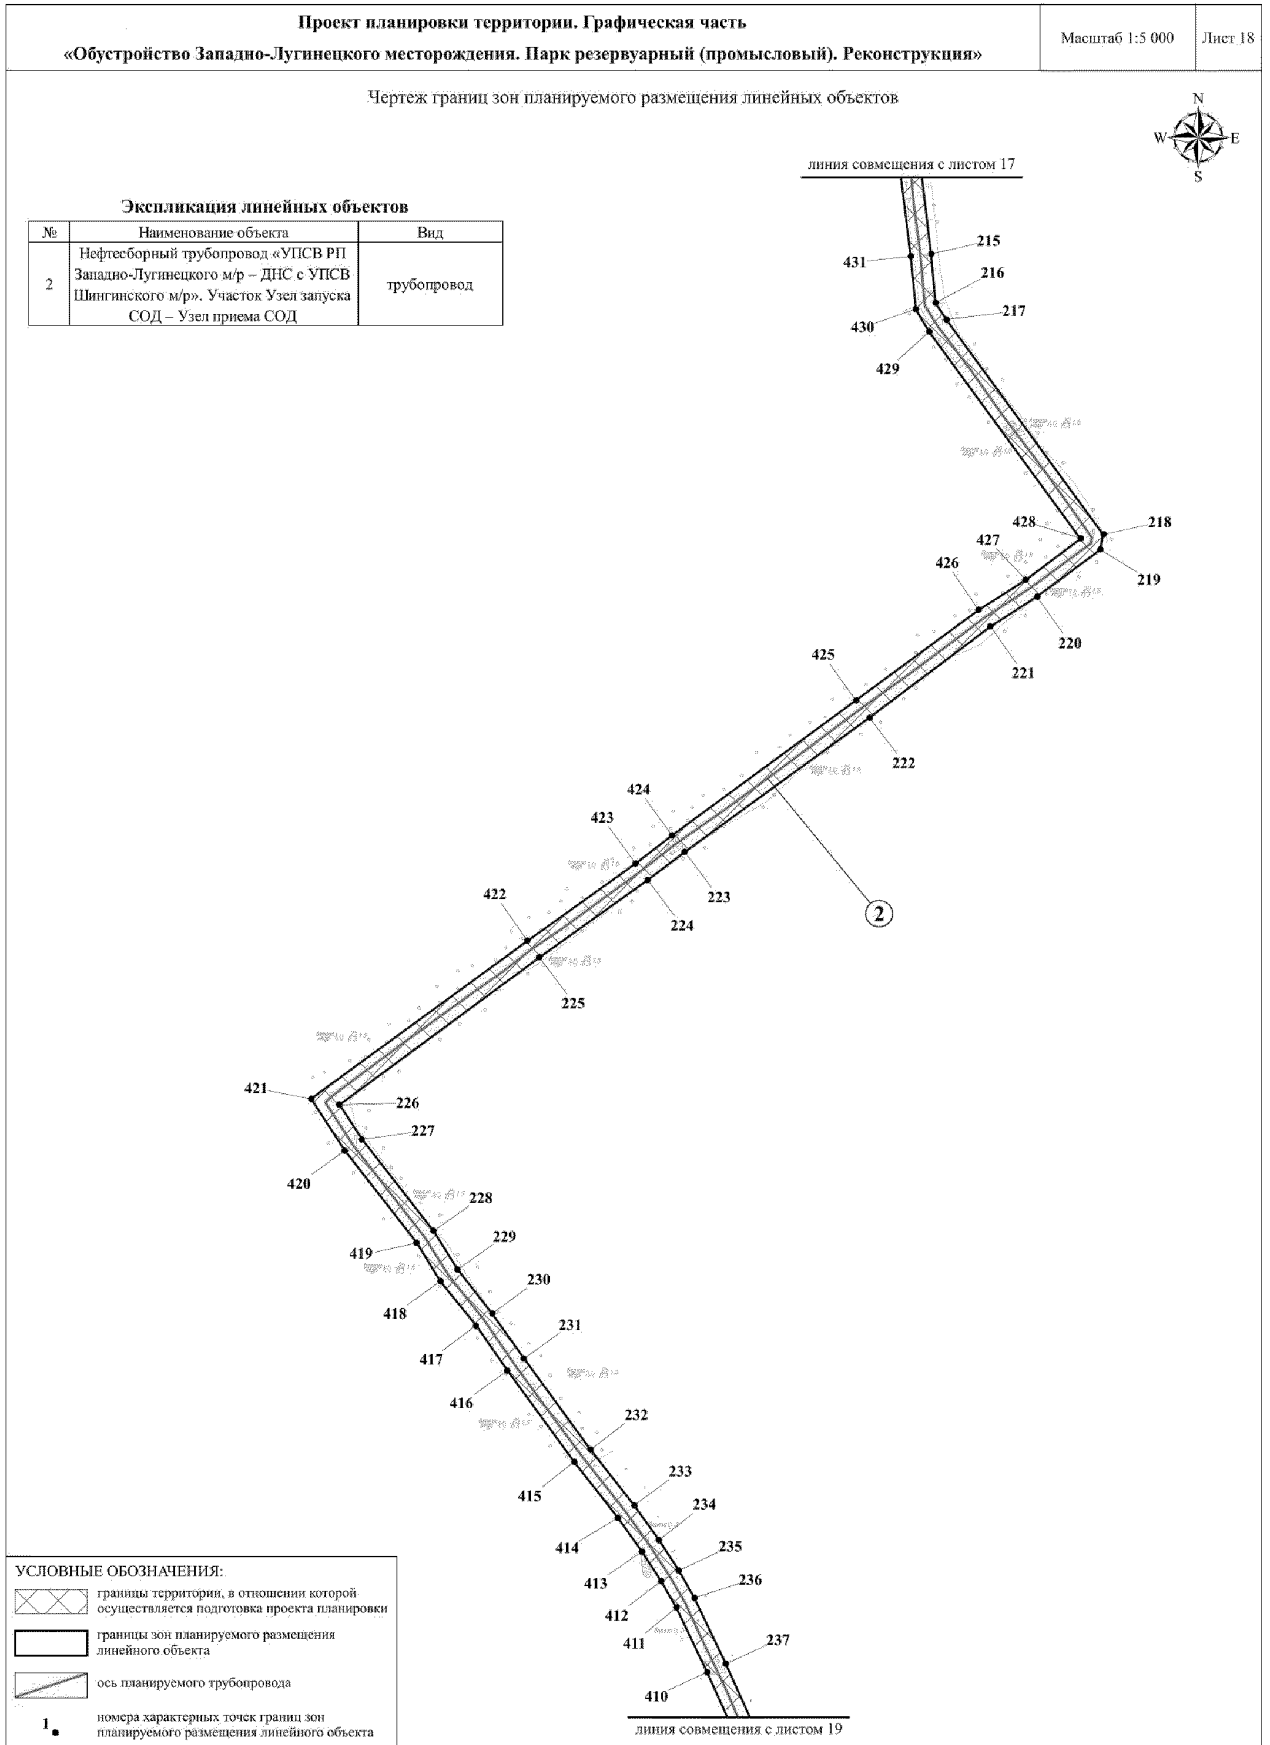 Проект планировки территории. Графическая часть
«Обустройство Западно-Лугинецкого месторождения. Парк резервуарный (промысловый). Реконструкция»
Масштаб 1:5 000
Лист 18
Чертеж границ зон планируемого размещения линейных объектов
N
W
E
S
линия совмещения с листом 17
Экспликация линейных объектов
№ Наименование объекта Вид
2
Нефтесборный трубопровод «УПСВ РП
Западно-Лугинецкого м/р – ДНС с УПСВ
Шингинского м/р». Участок Узел запуска
СОД – Узел приема СОД
трубопровод
215
431
216
217
430
429
428
218
427
426
219
220
221
425
222
424
423
223
422
224
2
225
421
226
227
420
228
419
229
418
230
417
231
416
232
415
233
234
414
235
413
236
412
411
237
410
линия совмещения с листом 19
УСЛОВНЫЕ ОБОЗНАЧЕНИЯ:
границы территории, в отношении которой
осуществляется подготовка проекта планировки
границы зон планируемого размещения
линейного объекта
ось планируемого трубопровода
1
номера характерных точек границ зон
планируемого размещения линейного объекта